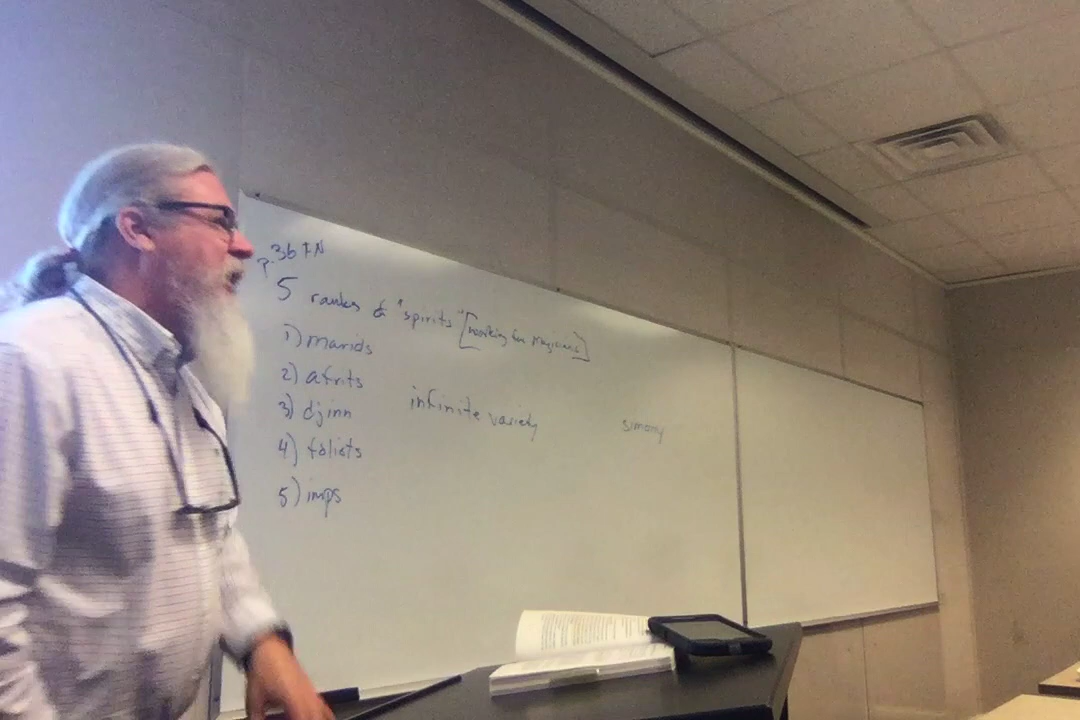 p.36 FN
5 ranks of "spirits" [working for magicians]
1) marids
2) afrits
3) djinn
infinite variety
simony
4) foliots
5) imps